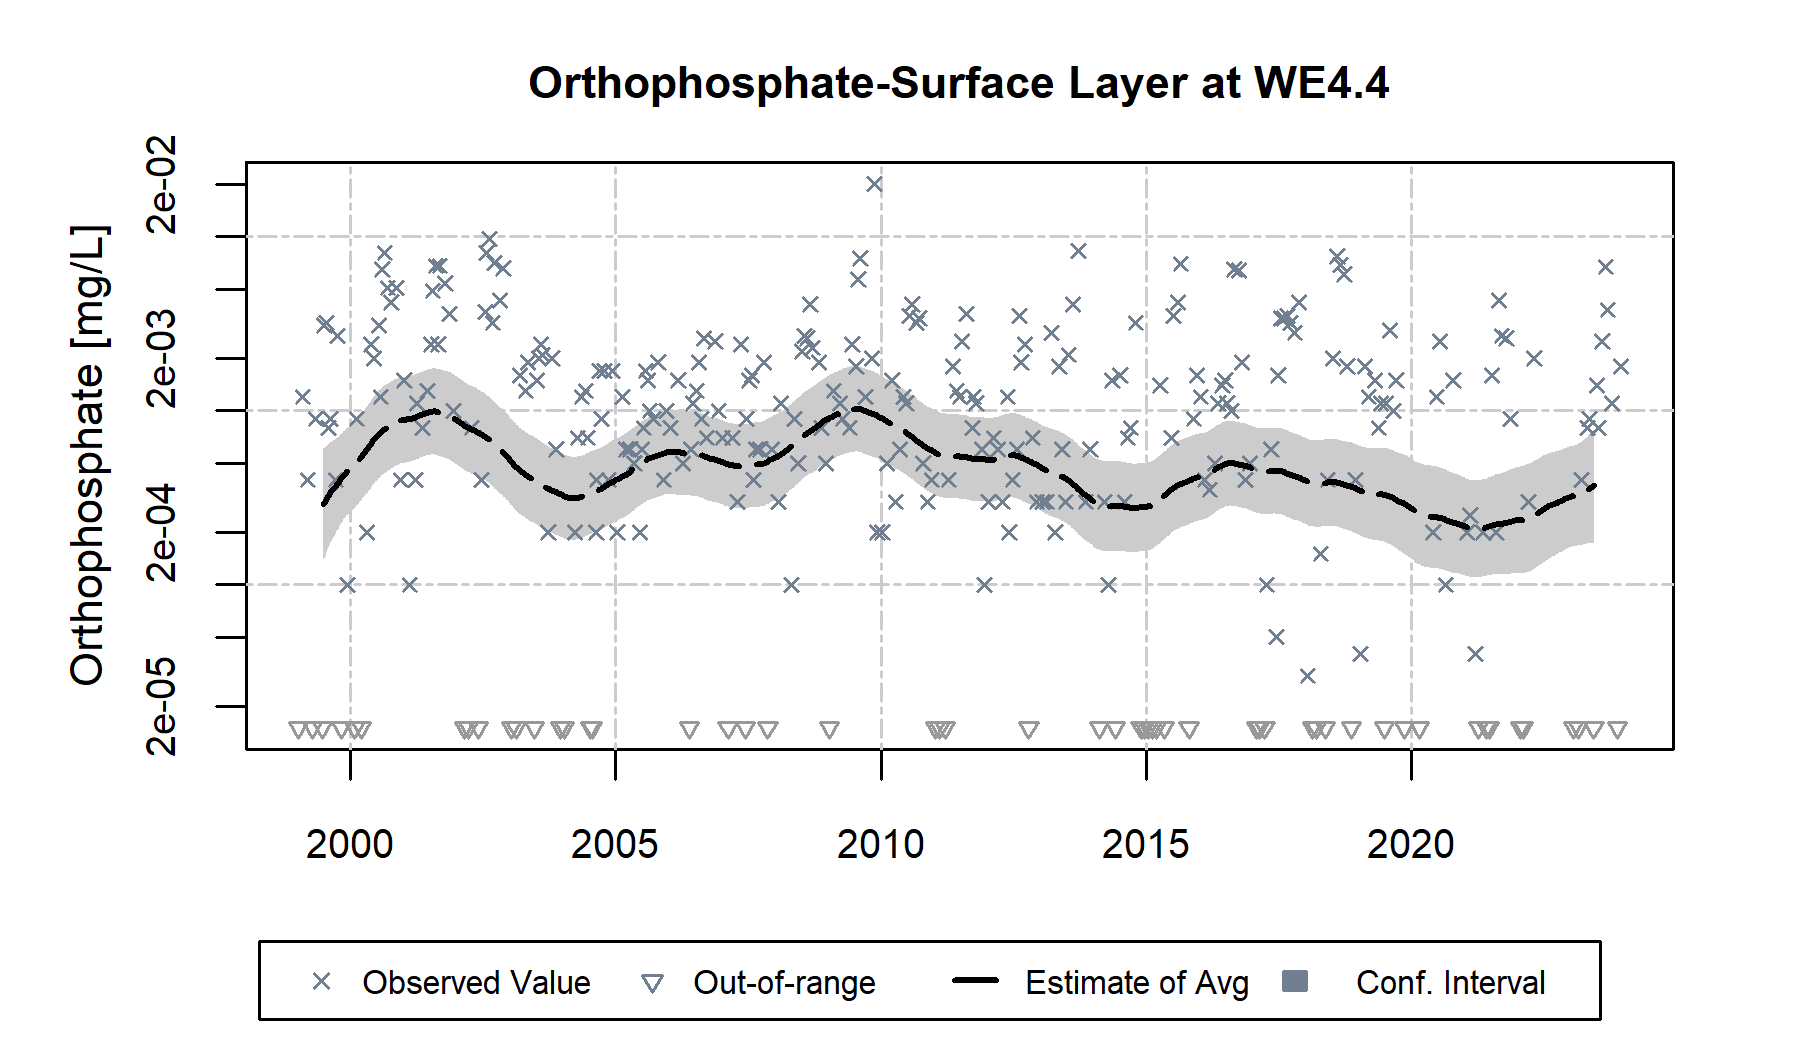 Orthophosphate-Surface Layer at WE4.4
Orthophosphate [mg/L]
2e-02
2e-03
2e-04
2e-05
2000 2005 2010 2015 2020
Observed Value Out-of-range Estimate of Avg Conf. Interval